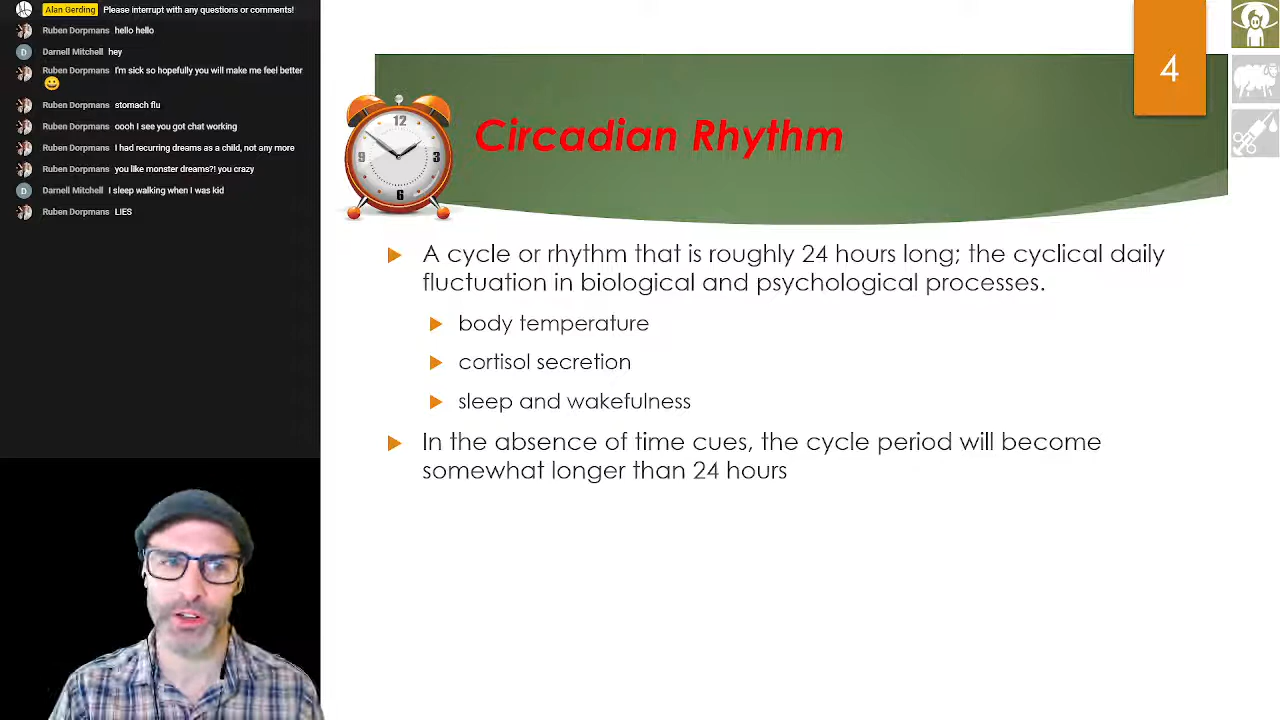 Alan Gerding Please interrupt with any questions or comments!
Ruben Dorpmans hello hello
D Darnell Mitchell hey
Ruben Dorpmans I'm sick so hopefully you will make me feel better
Ruben Dorpmans stomach flu
Ruben Dorpmans oooh I see you got chat working
Ruben Dorpmans I had recurring dreams as a child, not any more
Ruben Dorpmans you like monster dreams?! you crazy
D Darnell Mitchell I sleep walking when I was kid
Ruben Dorpmans LIES
4
12
9 3
6
Circadian Rhythm
A cycle or rhythm that is roughly 24 hours long; the cyclical daily
fluctuation in biological and psychological processes.
body temperature
cortisol secretion
sleep and wakefulness
In the absence of time cues, the cycle period will become
somewhat longer than 24 hours